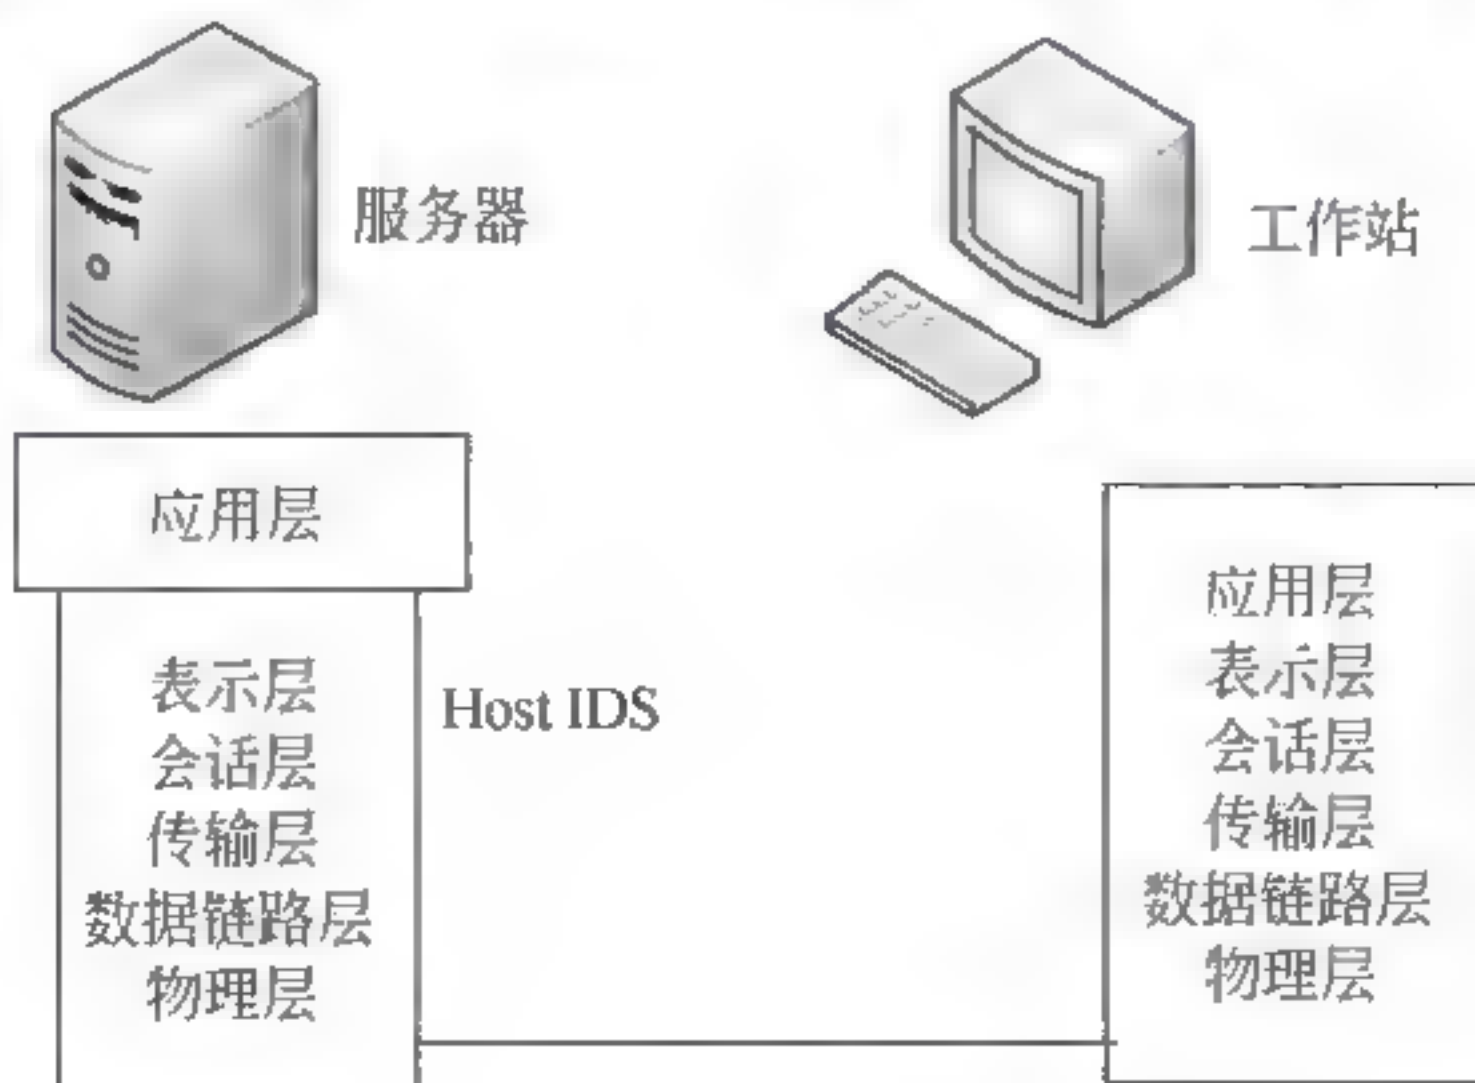 服务器
工作站
应用层
表示层
会话层
传输层
数据链路层
物理层
Host IDS
应用层
表示层
会话层
传输层
数据链路层
物理层